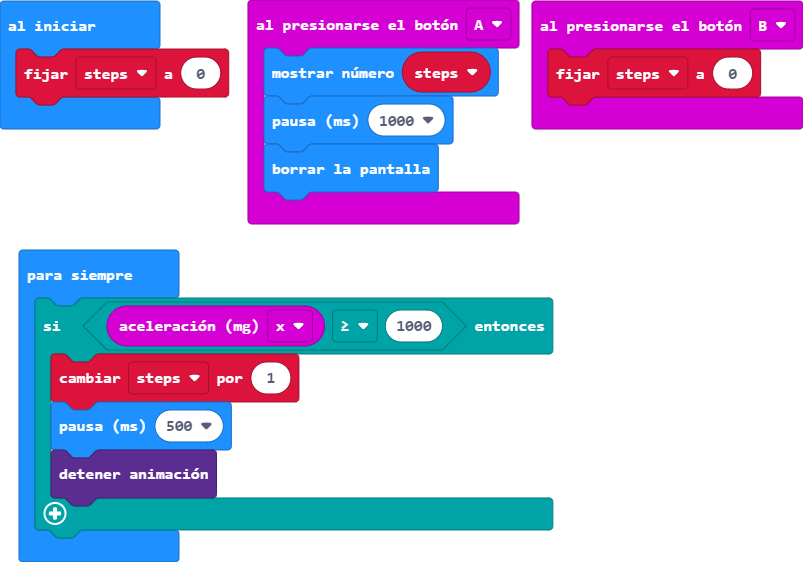 al iniciar
fijar steps a 0
al presionarse el botón A
mostrar número steps
pausa (ms) 1000
borrar la pantalla
al presionarse el botón B
fijar steps a 0
para siempre
si aceleración (mg) x ≥ 1000 entonces
cambiar steps por 1
pausa (ms) 500
detener animación